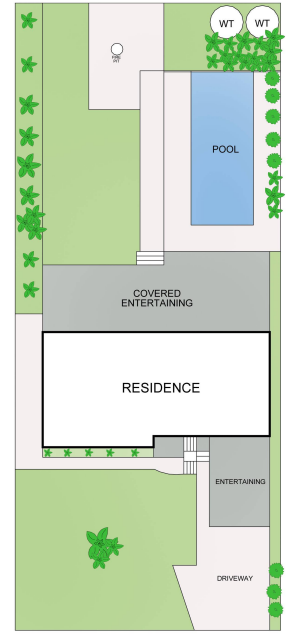 WT WT
FIRE
PIT
POOL
COVERED
ENTERTAINING
RESIDENCE
ENTERTAINING
DRIVEWAY